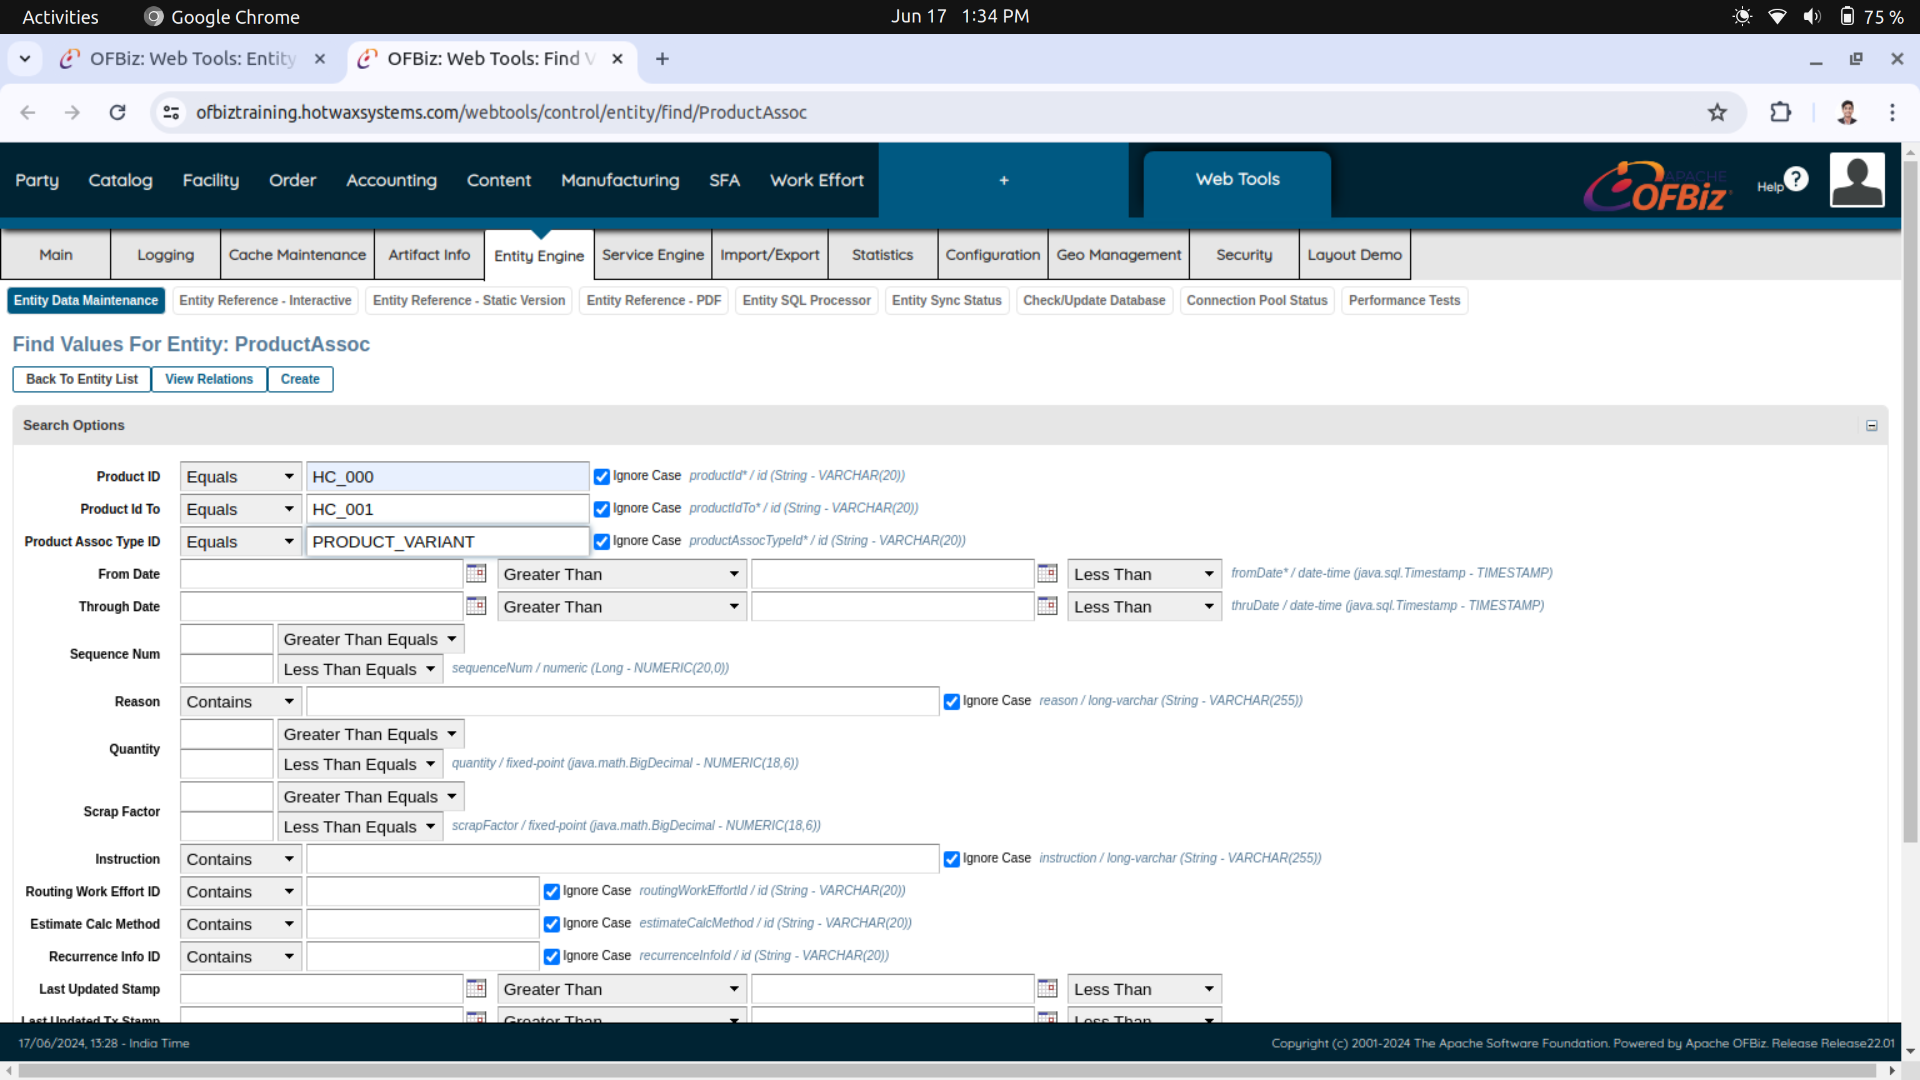 Activities Google Chrome Jun 17 1:34 PM 75 %
OFBiz: Web Tools: Entity OFBiz: Web Tools: Find V
ofbiztraining.hotwaxsystems.com/webtools/control/entity/find/ProductAssoc
Party Catalog Facility Order Accounting Content Manufacturing SFA Work Effort + Web Tools APACHE OFBiz Help ?
Main Logging Cache Maintenance Artifact Info Entity Engine Service Engine Import/Export Statistics Configuration Geo Management Security Layout Demo
Entity Data Maintenance Entity Reference - Interactive Entity Reference - Static Version Entity Reference - PDF Entity SQL Processor Entity Sync Status Check/Update Database Connection Pool Status Performance Tests
Find Values For Entity: ProductAssoc
Back To Entity List View Relations Create
Search Options
Product ID Equals HC_000 Ignore Case productId* / id (String - VARCHAR(20))
Product Id To Equals HC_001 Ignore Case productIdTo* / id (String - VARCHAR(20))
Product Assoc Type ID Equals PRODUCT_VARIANT Ignore Case productAssocTypeId* / id (String - VARCHAR(20))
From Date Greater Than Less Than fromDate* / date-time (java.sql.Timestamp - TIMESTAMP)
Through Date Greater Than Less Than thruDate / date-time (java.sql.Timestamp - TIMESTAMP)
Sequence Num Greater Than Equals
Less Than Equals sequenceNum / numeric (Long - NUMERIC(20,0))
Reason Contains Ignore Case reason / long-varchar (String - VARCHAR(255))
Quantity Greater Than Equals
Less Than Equals quantity / fixed-point (java.math.BigDecimal - NUMERIC(18,6))
Scrap Factor Greater Than Equals
Less Than Equals scrapFactor / fixed-point (java.math.BigDecimal - NUMERIC(18,6))
Instruction Contains Ignore Case instruction / long-varchar (String - VARCHAR(255))
Routing Work Effort ID Contains Ignore Case routingWorkEffortId / id (String - VARCHAR(20))
Estimate Calc Method Contains Ignore Case estimateCalcMethod / id (String - VARCHAR(20))
Recurrence Info ID Contains Ignore Case recurrenceInfoId / id (String - VARCHAR(20))
Last Updated Stamp Greater Than Less Than
Last Updated Tx Stamp Greater Than Less Than
17/06/2024, 13:28 - India Time Copyright (c) 2001-2024 The Apache Software Foundation. Powered by Apache OFBiz. Release Release22.01